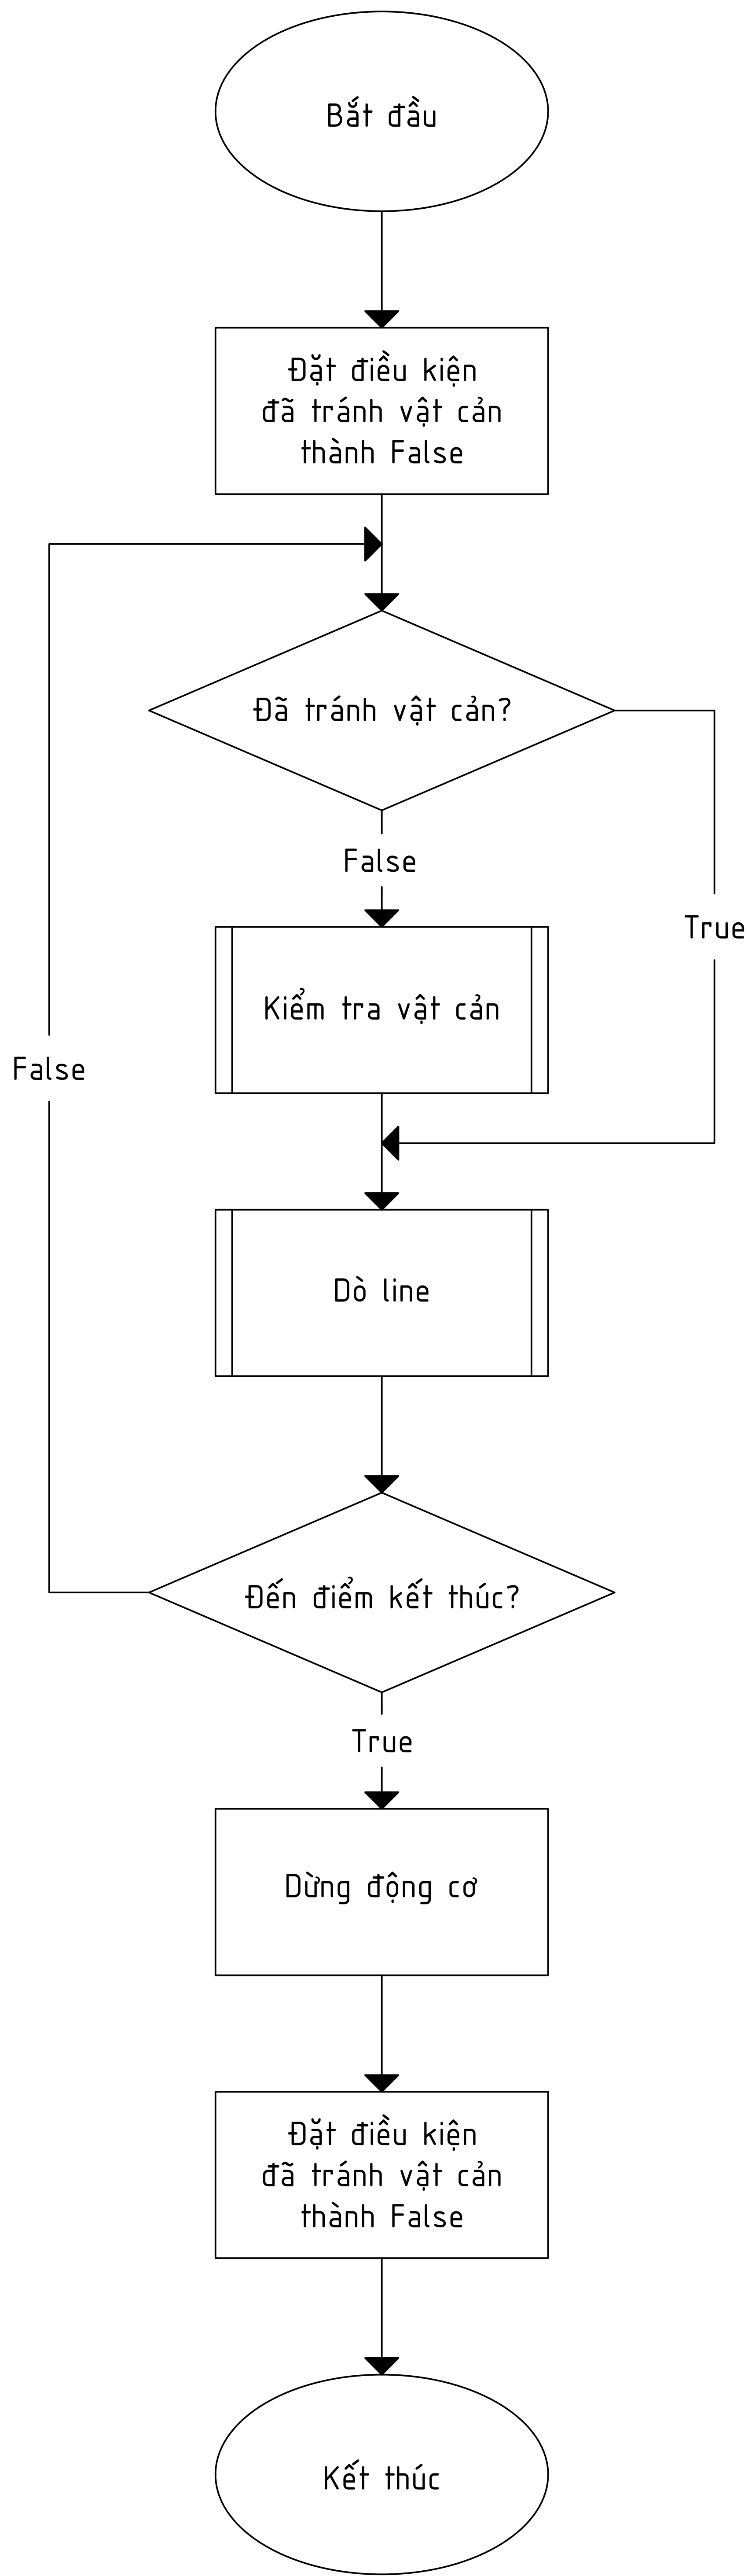 Bắt đầu
Đặt điều kiện
đã tránh vật cản
thành False
Đã tránh vật cản?
False
True
Kiểm tra vật cản
False
Dò line
Đến điểm kết thúc?
True
Dừng động cơ
Đặt điều kiện
đã tránh vật cản
thành False
Kết thúc